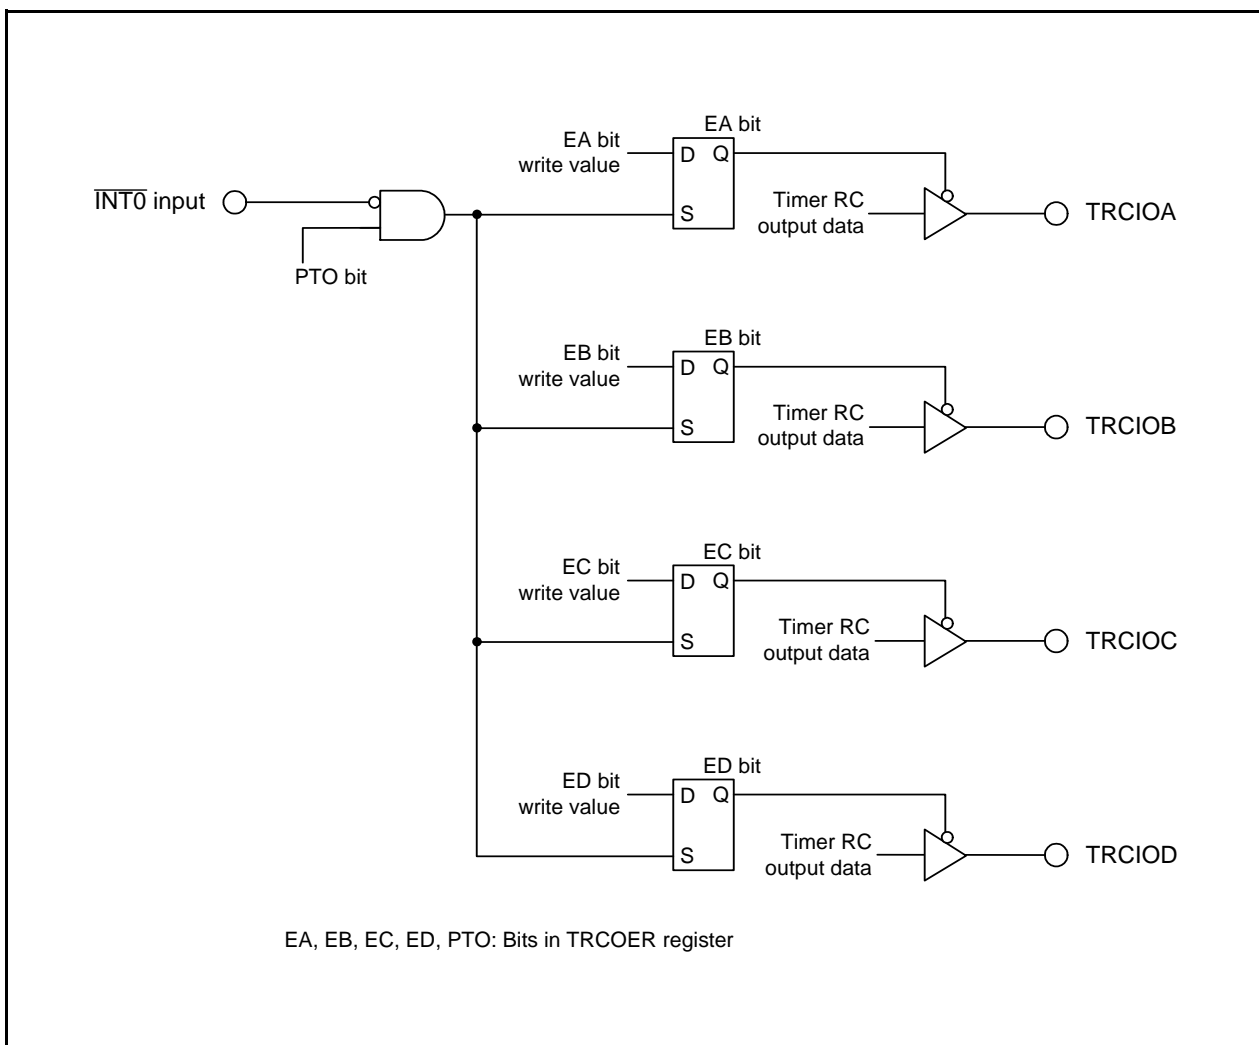 EA bit
EA bit
write value
D Q
S
INT0 input
PTO bit
Timer RC
output data
TRCIOA
EB bit
EB bit
write value
D Q
S
Timer RC
output data
TRCIOB
EC bit
EC bit
write value
D Q
S
Timer RC
output data
TRCIOC
ED bit
ED bit
write value
D Q
S
Timer RC
output data
TRCIOD
EA, EB, EC, ED, PTO: Bits in TRCOER register